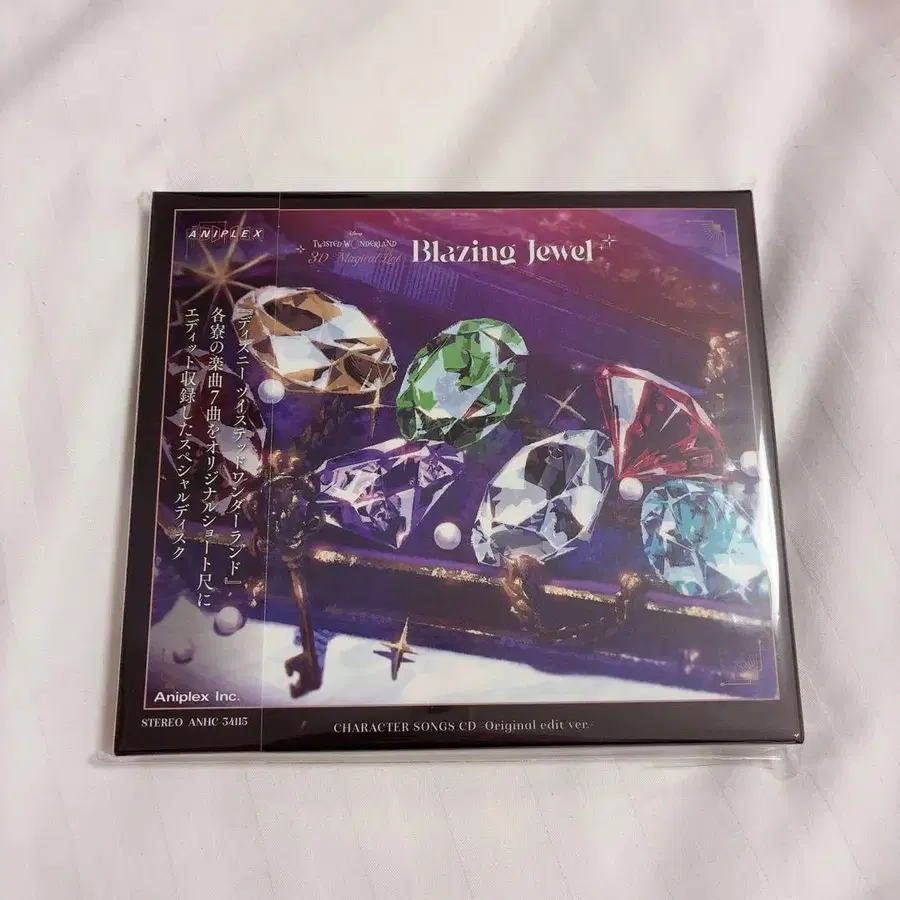 ANIPLEX
Disney
TWISTED WONDERLAND
3D Magical Live
Blazing Jewel
『ディズニー ツイステッドワンダーランド』
各寮の楽曲7曲をオリジナルショート尺に
エディット収録したスペシャルディスク
Aniplex Inc.
STEREO ANHC-34115
CHARACTER SONGS CD -Original edit ver.-